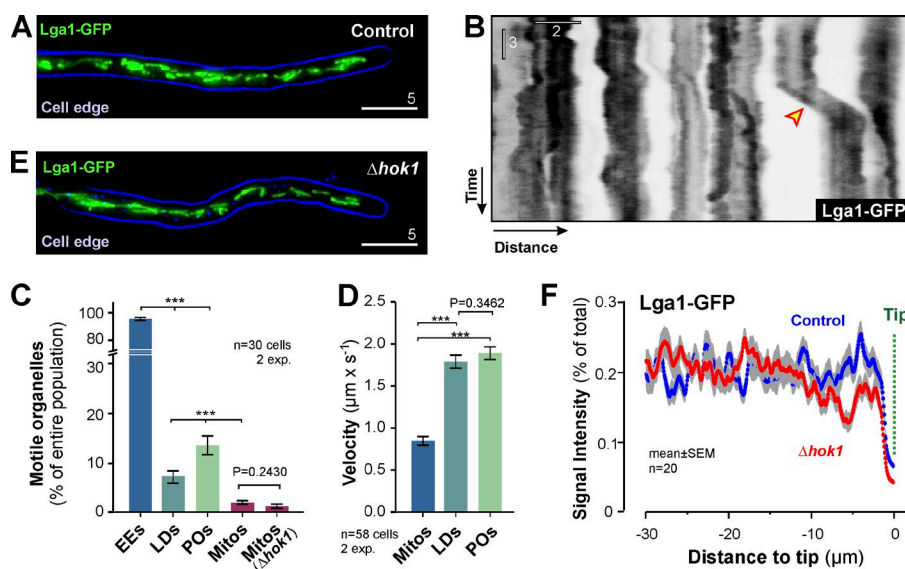 A
Lga1-GFP
Control
Cell edge
5
E
Lga1-GFP
Δhok1
Cell edge
5
B
3
2
Time
Lga1-GFP
Distance
C
Motile organelles
(% of entire population)
100
80
30
20
10
0
***
n=30 cells
2 exp.
***
P=0.2430
EEs
LDs
POs
Mitos
Mitos
(Δhok1)
D
Velocity (µm x s⁻¹)
2.5
2.0
1.5
1.0
0.5
0
P=0.3462
***
***
n=58 cells
2 exp.
Mitos
LDs
POs
F
Lga1-GFP
Signal Intensity (% of total)
0.3
0.2
0.1
0
Control
Tip
Δhok1
mean±SEM
n=20
-30
-20
-10
0
Distance to tip (µm)